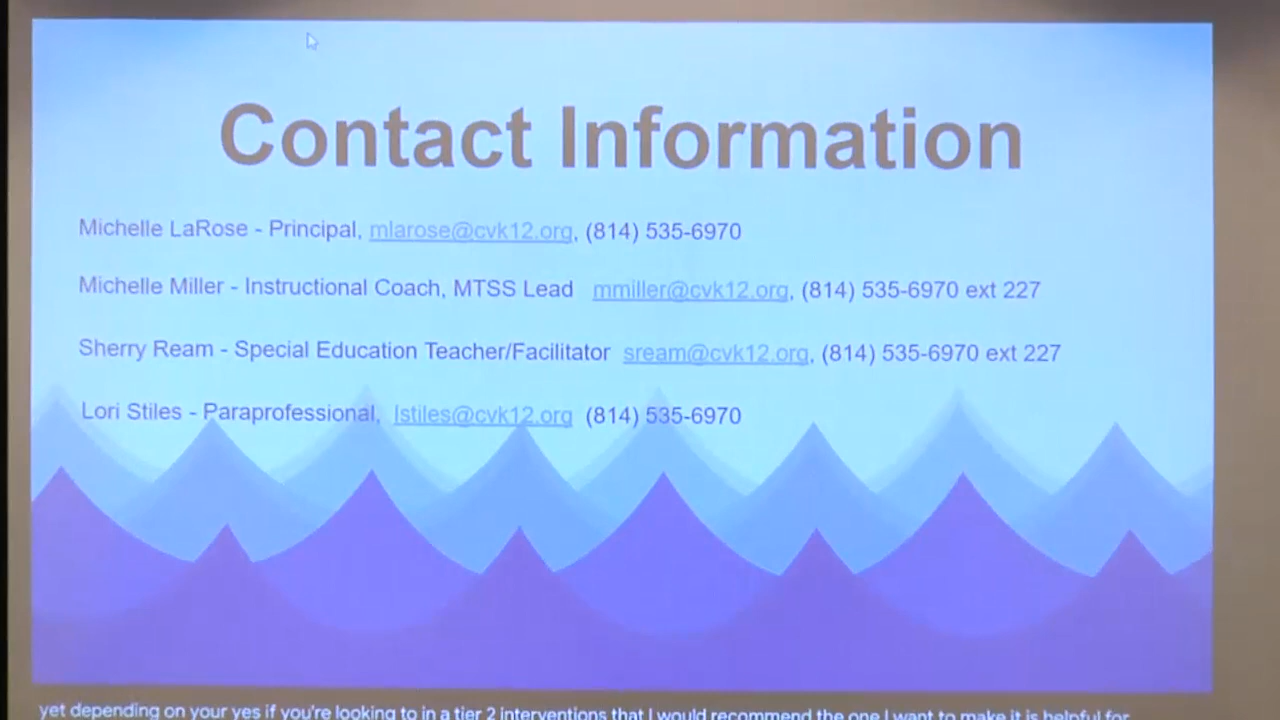 Contact Information
Michelle LaRose - Principal, mlarose@cvk12.org, (814) 535-6970
Michelle Miller - Instructional Coach, MTSS Lead mmiller@cvk12.org, (814) 535-6970 ext 227
Sherry Ream - Special Education Teacher/Facilitator sream@cvk12.org, (814) 535-6970 ext 227
Lori Stiles - Paraprofessional, lstiles@cvk12.org (814) 535-6970
yet depending on your yes if you're looking to in a tier 2 interventions that I would recommend the one I want to make it is helpful for